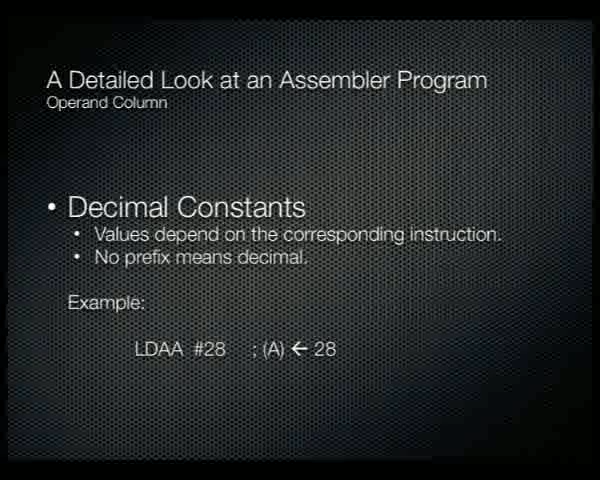 A Detailed Look at an Assembler Program
Operand Column
• Decimal Constants
• Values depend on the corresponding instruction.
• No prefix means decimal.
Example:
LDAA #28 ; (A) ← 28